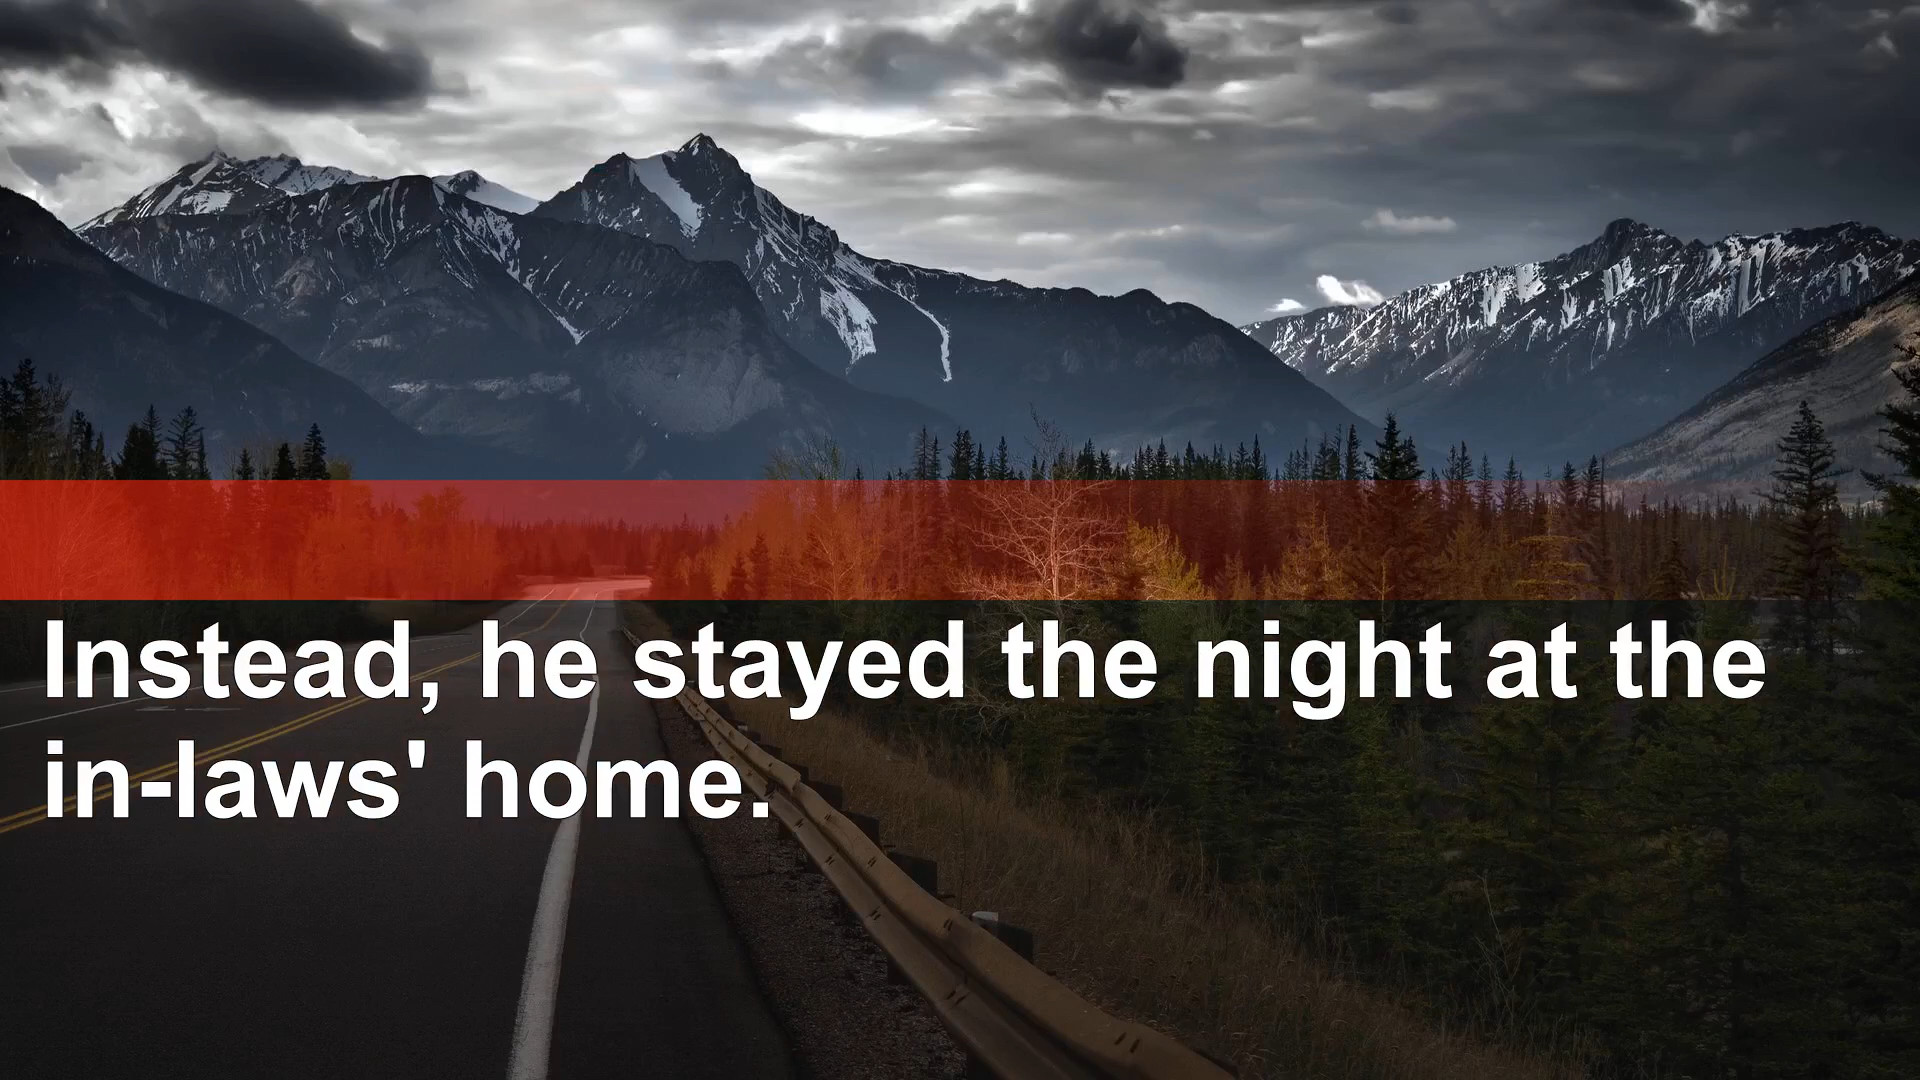 Instead, he stayed the night at the
in-laws' home.